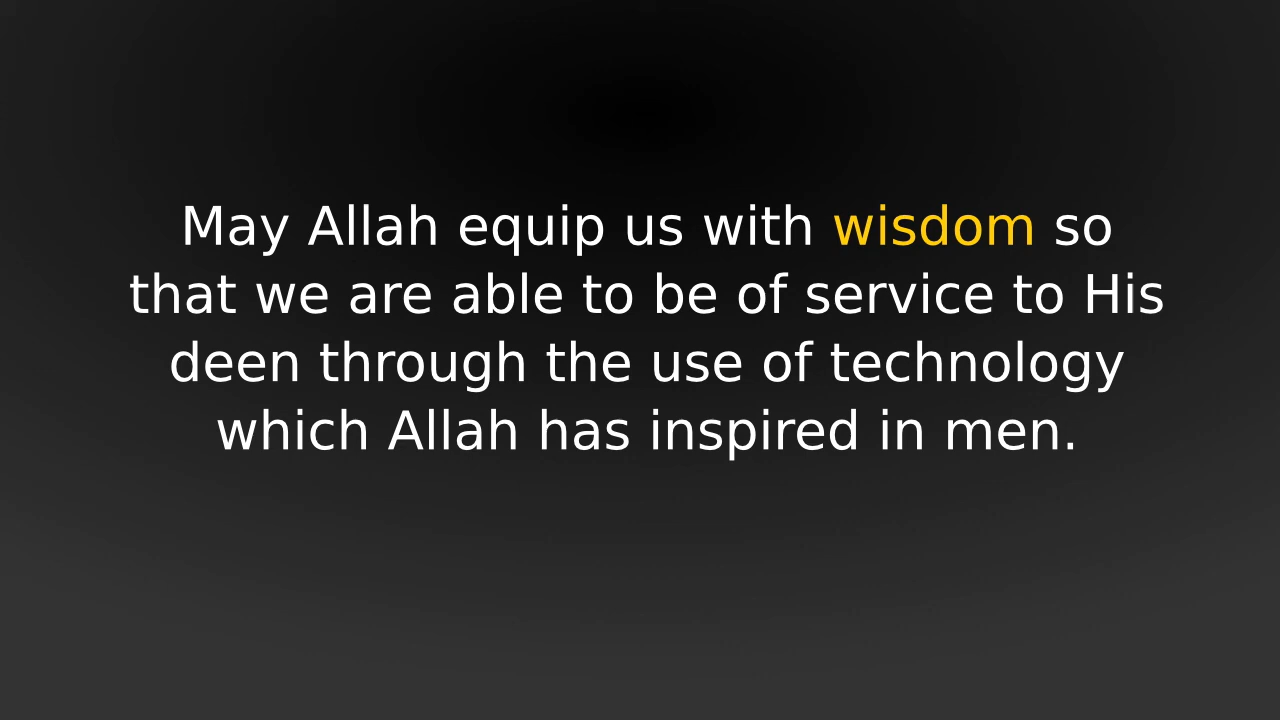 May Allah equip us with wisdom so
that we are able to be of service to His
deen through the use of technology
which Allah has inspired in men.